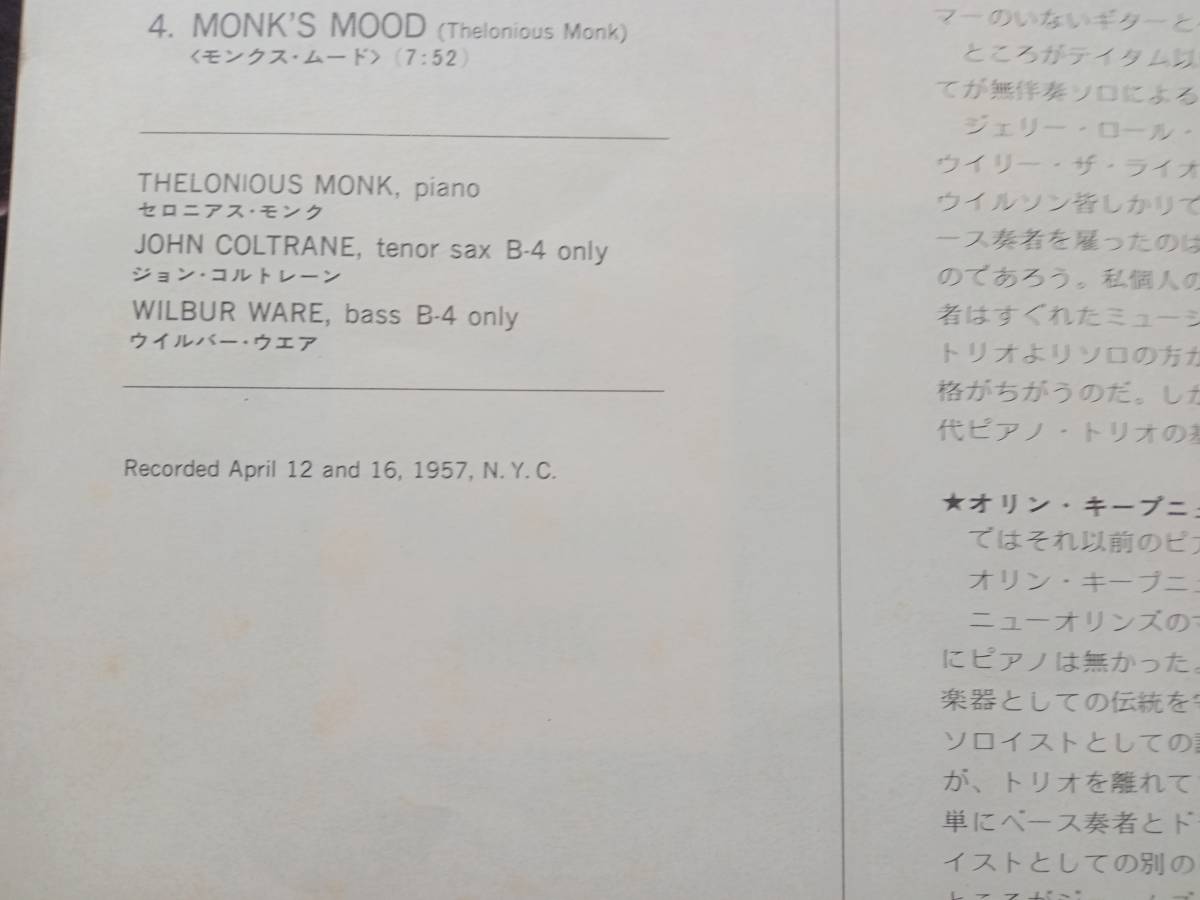 4. MONK'S MOOD (Thelonious Monk)
〈モンクス・ムード〉 (7:52)
THELONIOUS MONK, piano
セロニアス・モンク
JOHN COLTRANE, tenor sax B-4 only
ジョン・コルトレーン
WILBUR WARE, bass B-4 only
ウイルバー・ウエア
Recorded April 12 and 16, 1957, N.Y.C.
マーのいないギターと
ところがテイタム以
てが無伴奏ソロによる
ジェリー・ロール・
ウイリー・ザ・ライオ
ウイルソン皆しかりで
ース奏者を雇ったのは
のであろう。私個人の
者はすぐれたミュージ
トリオよりソロの方が
格がちがうのだ。しか
代ピアノ・トリオの
★オリン・キープニュ
ではそれ以前のピア
オリン・キープニュ
ニューオリンズの
にピアノは無かった。
楽器としての伝統を
ソロイストとしての
が、トリオを離れて
単にベース奏者とド
イストとしての別の